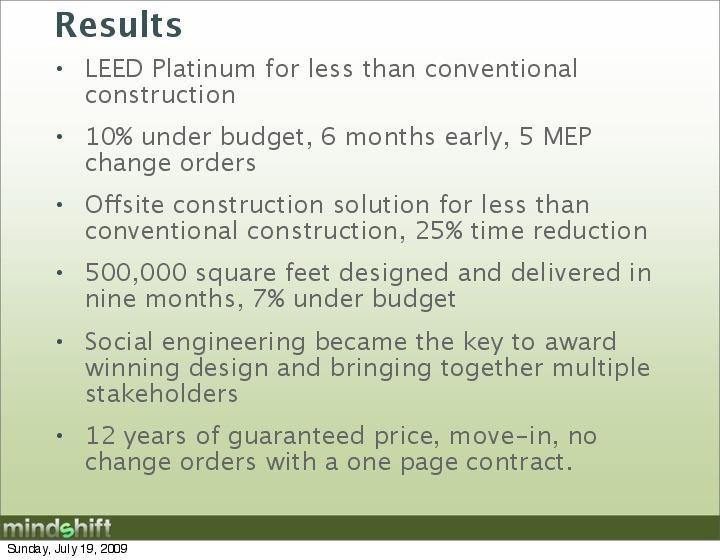 Results
• LEED Platinum for less than conventional
construction
• 10% under budget, 6 months early, 5 MEP
change orders
• Offsite construction solution for less than
conventional construction, 25% time reduction
• 500,000 square feet designed and delivered in
nine months, 7% under budget
• Social engineering became the key to award
winning design and bringing together multiple
stakeholders
• 12 years of guaranteed price, move-in, no
change orders with a one page contract.
mindshift
Sunday, July 19, 2009